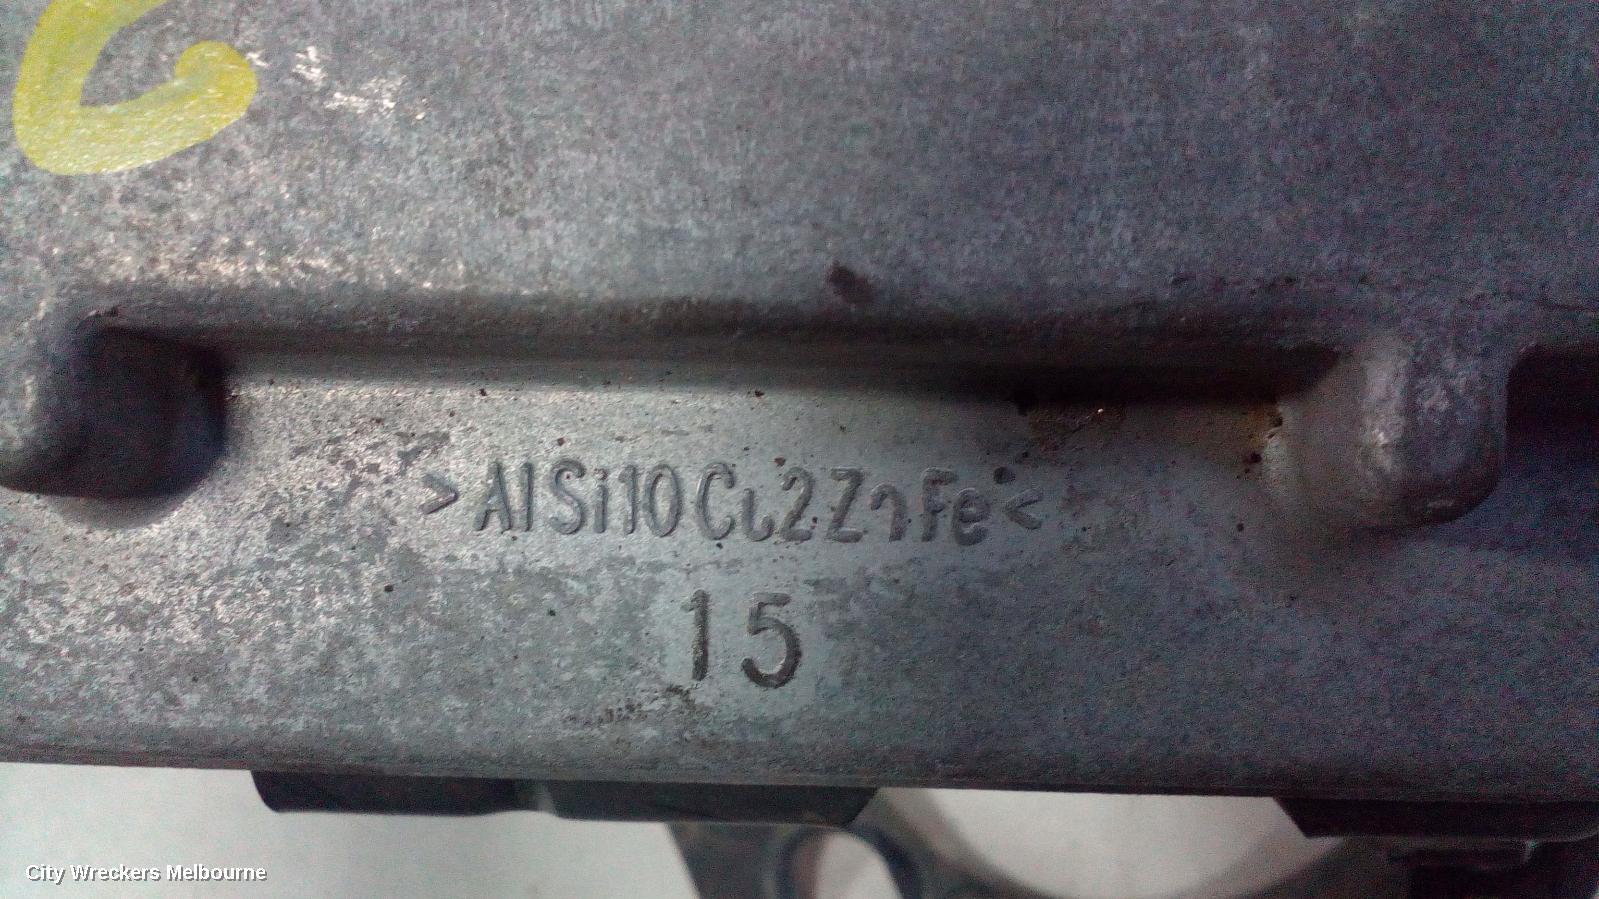 >AlSi10Cu2ZnFe<
15
City Wreckers Melbourne